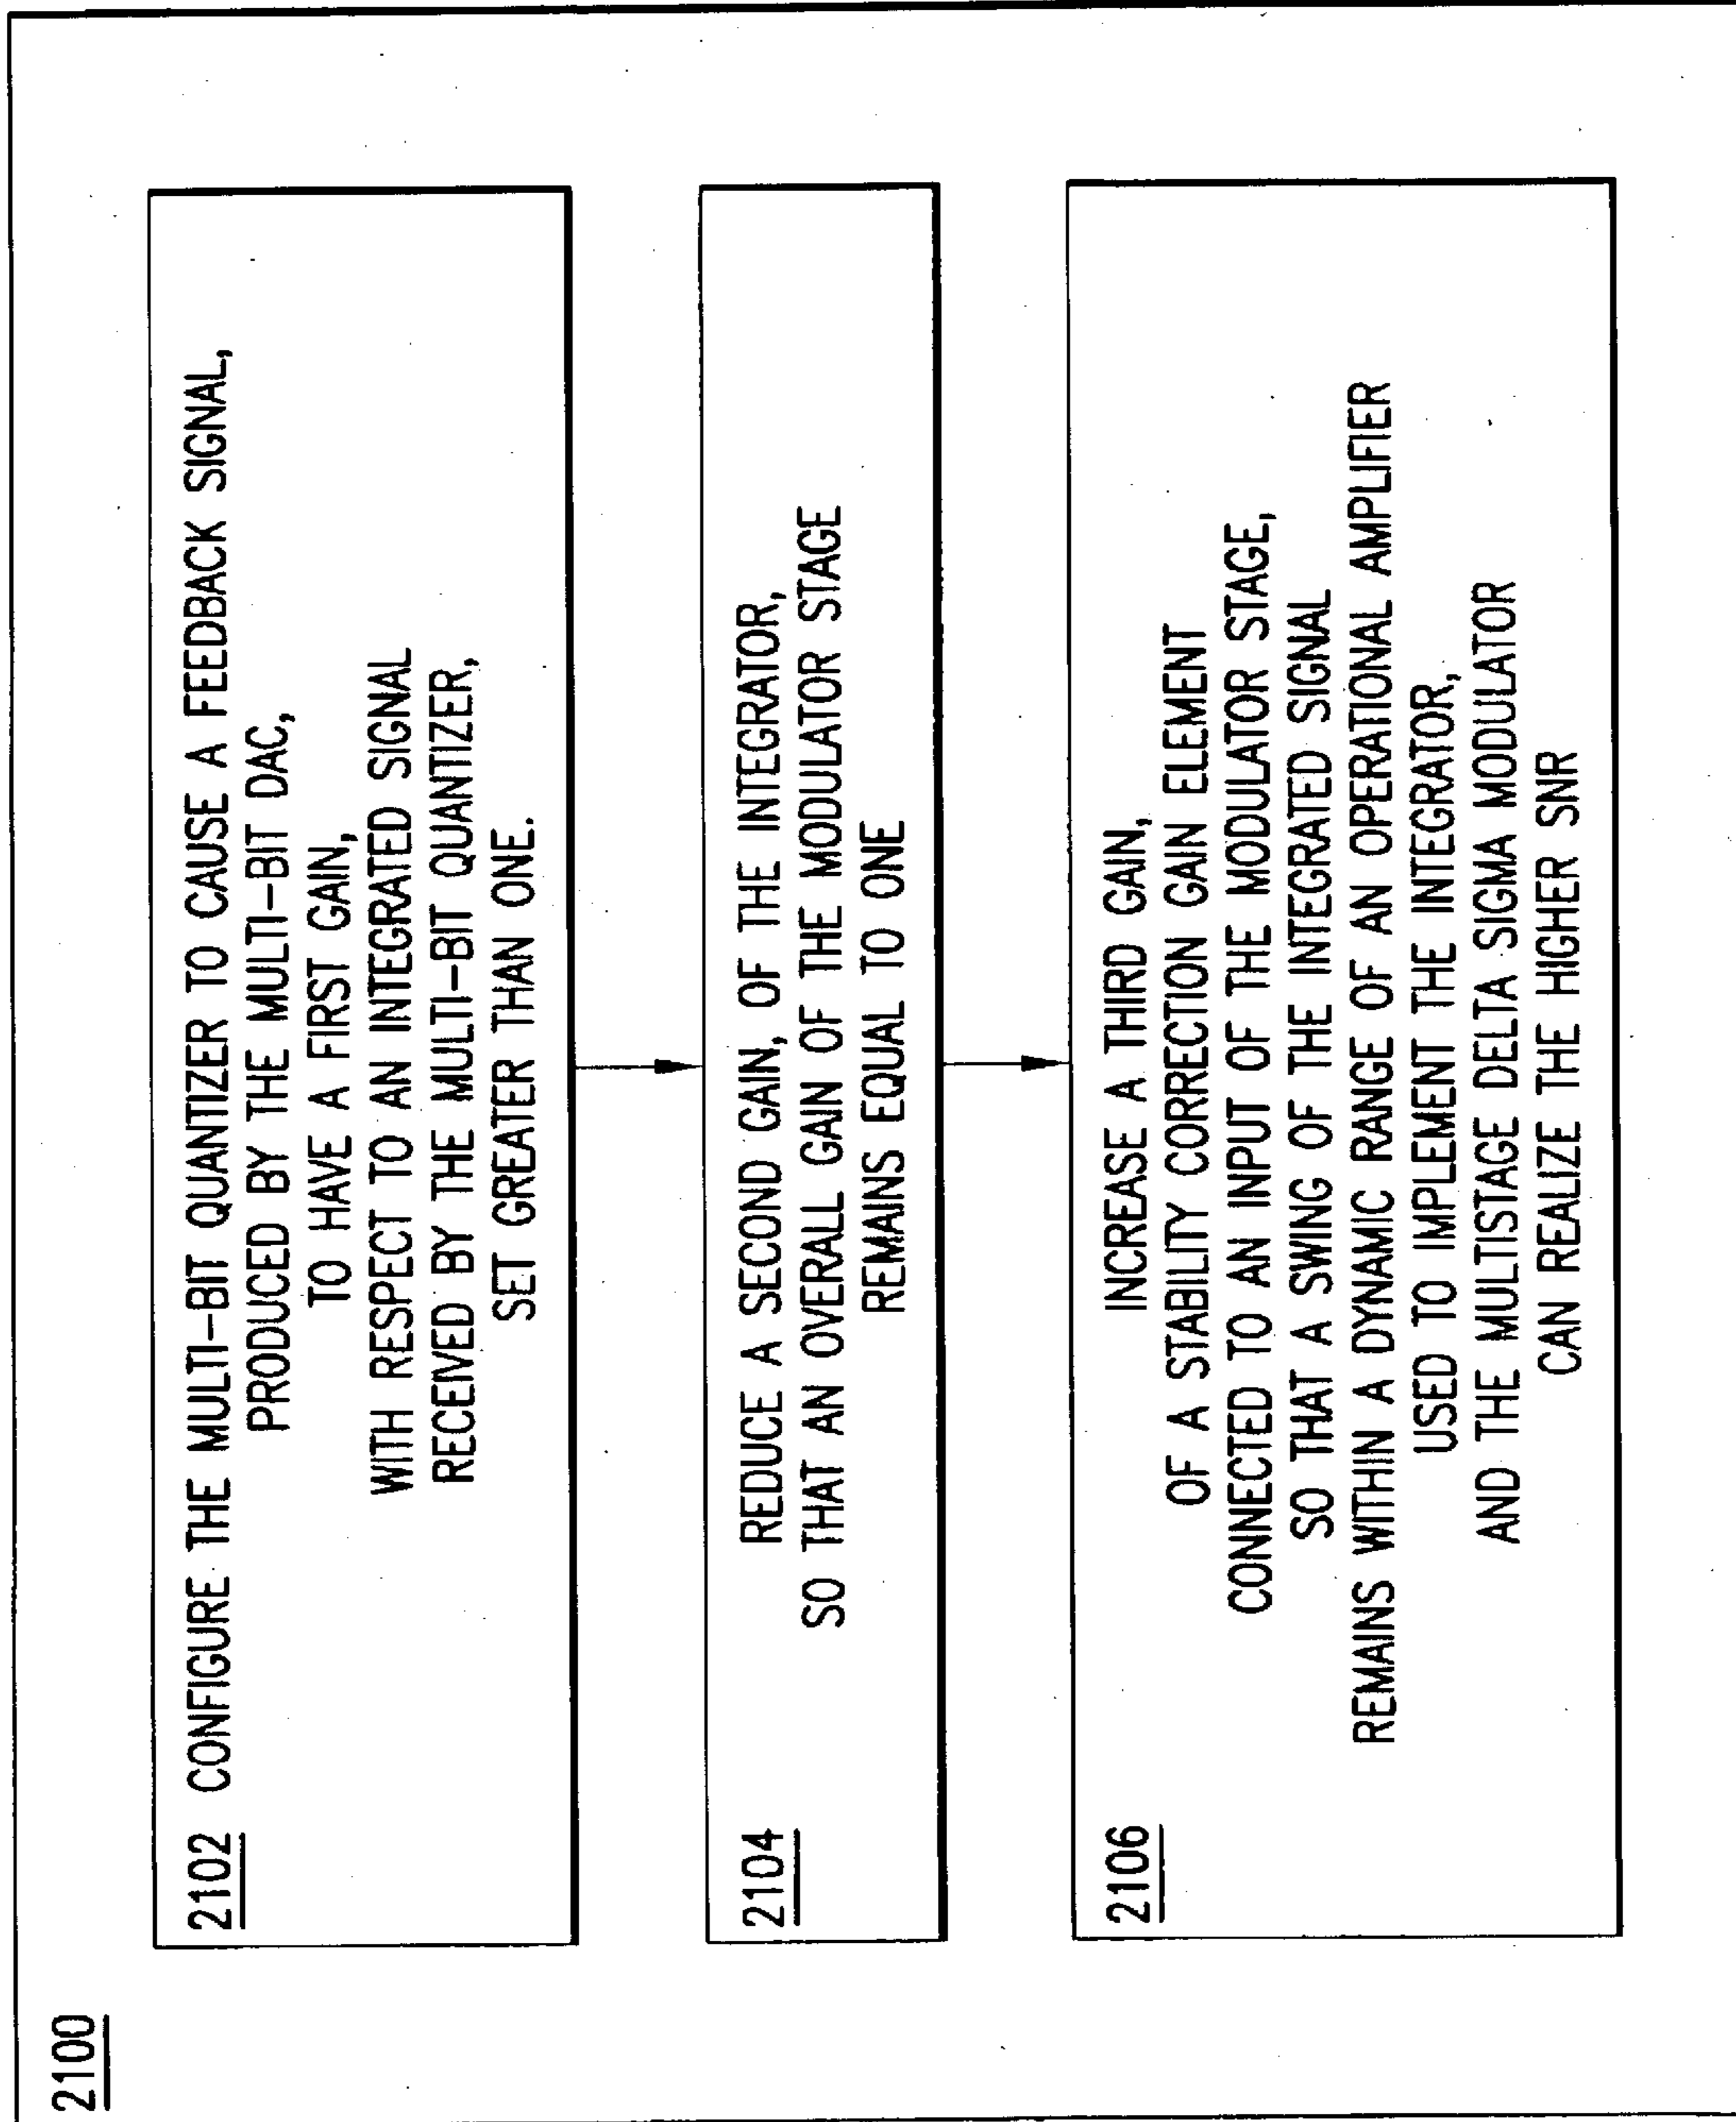 2100
2102 CONFIGURE THE MULTI-BIT QUANTIZER TO CAUSE A FEEDBACK SIGNAL,
PRODUCED BY THE MULTI-BIT DAC,
TO HAVE A FIRST GAIN,
WITH RESPECT TO AN INTEGRATED SIGNAL
RECEIVED BY THE MULTI-BIT QUANTIZER,
SET GREATER THAN ONE.
2104
REDUCE A SECOND GAIN, OF THE INTEGRATOR,
SO THAT AN OVERALL GAIN OF THE MODULATOR STAGE
REMAINS EQUAL TO ONE
2106
INCREASE A THIRD GAIN,
OF A STABILITY CORRECTION GAIN ELEMENT
CONNECTED TO AN INPUT OF THE MODULATOR STAGE,
SO THAT A SWING OF THE INTEGRATED SIGNAL
REMAINS WITHIN A DYNAMIC RANGE OF AN OPERATIONAL AMPLIFIER
USED TO IMPLEMENT THE INTEGRATOR,
AND THE MULTISTAGE DELTA SIGMA MODULATOR
CAN REALIZE THE HIGHER SNR